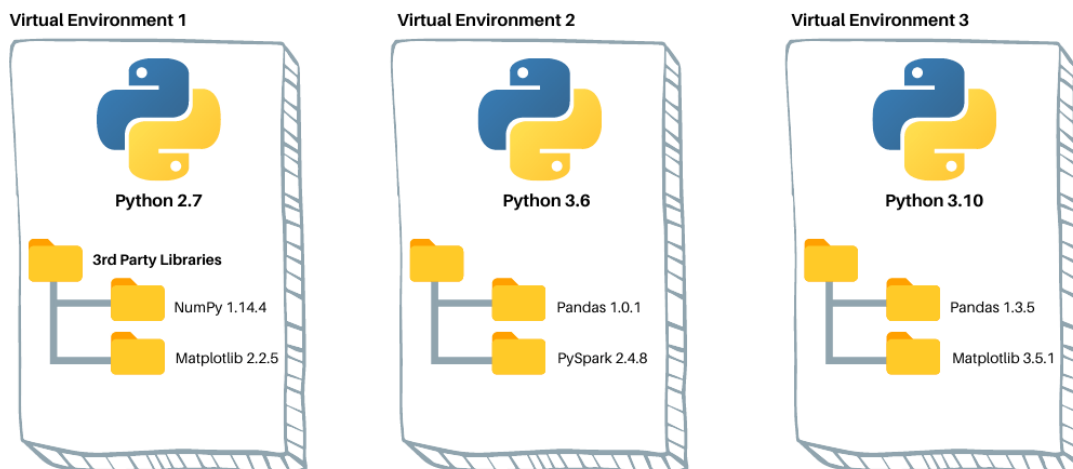 Virtual Environment 1
Python 2.7
3rd Party Libraries
NumPy 1.14.4
Matplotlib 2.2.5
Virtual Environment 2
Python 3.6
Pandas 1.0.1
PySpark 2.4.8
Virtual Environment 3
Python 3.10
Pandas 1.3.5
Matplotlib 3.5.1